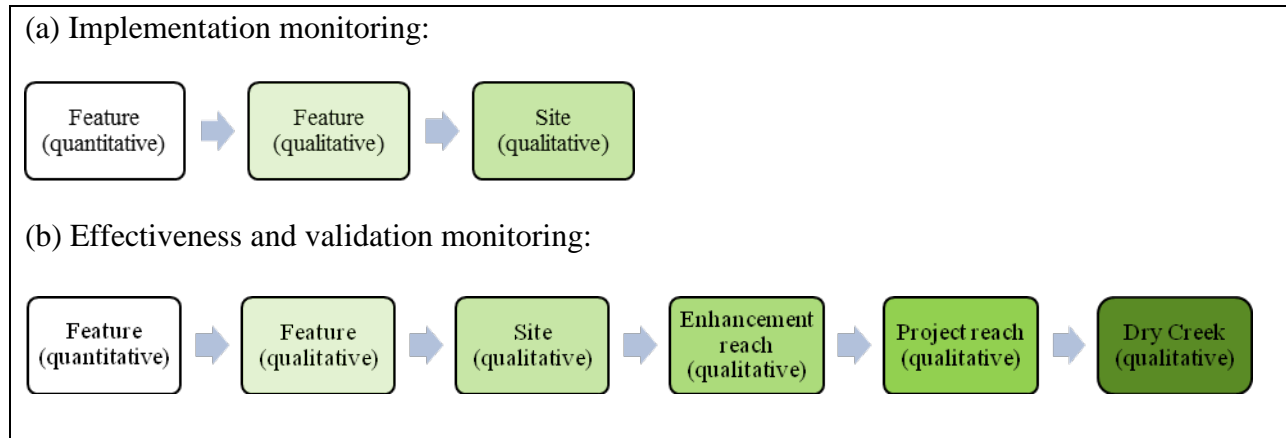 (a) Implementation monitoring:
Feature
(quantitative)
Feature
(qualitative)
Site
(qualitative)
(b) Effectiveness and validation monitoring:
Feature
(quantitative)
Feature
(qualitative)
Site
(qualitative)
Enhancement
reach
(qualitative)
Project reach
(qualitative)
Dry Creek
(qualitative)